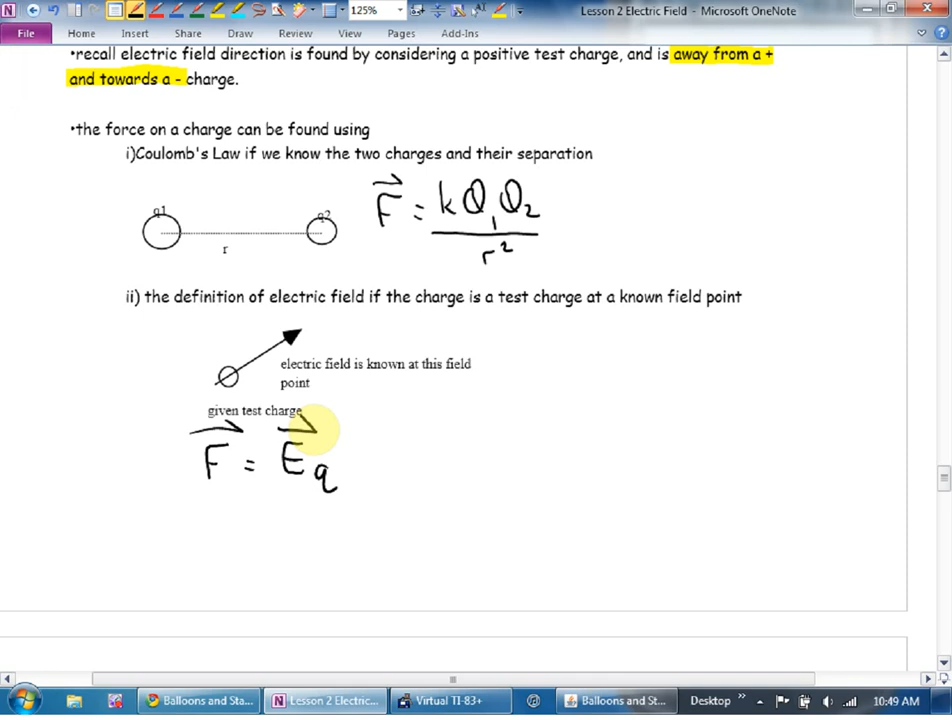 125%
Lesson 2 Electric Field - Microsoft OneNote
File Home Insert Share Draw Review View Pages Add-Ins
•recall electric field direction is found by considering a positive test charge, and is away from a +
and towards a - charge.
•the force on a charge can be found using
i)Coulomb's Law if we know the two charges and their separation
q1 q2
r
F = kQ1Q2
r²
ii) the definition of electric field if the charge is a test charge at a known field point
electric field is known at this field
point
given test charge
F = Eq
Balloons and Sta... Lesson 2 Electric... Virtual TI-83+ Balloons and St... Desktop 10:49 AM